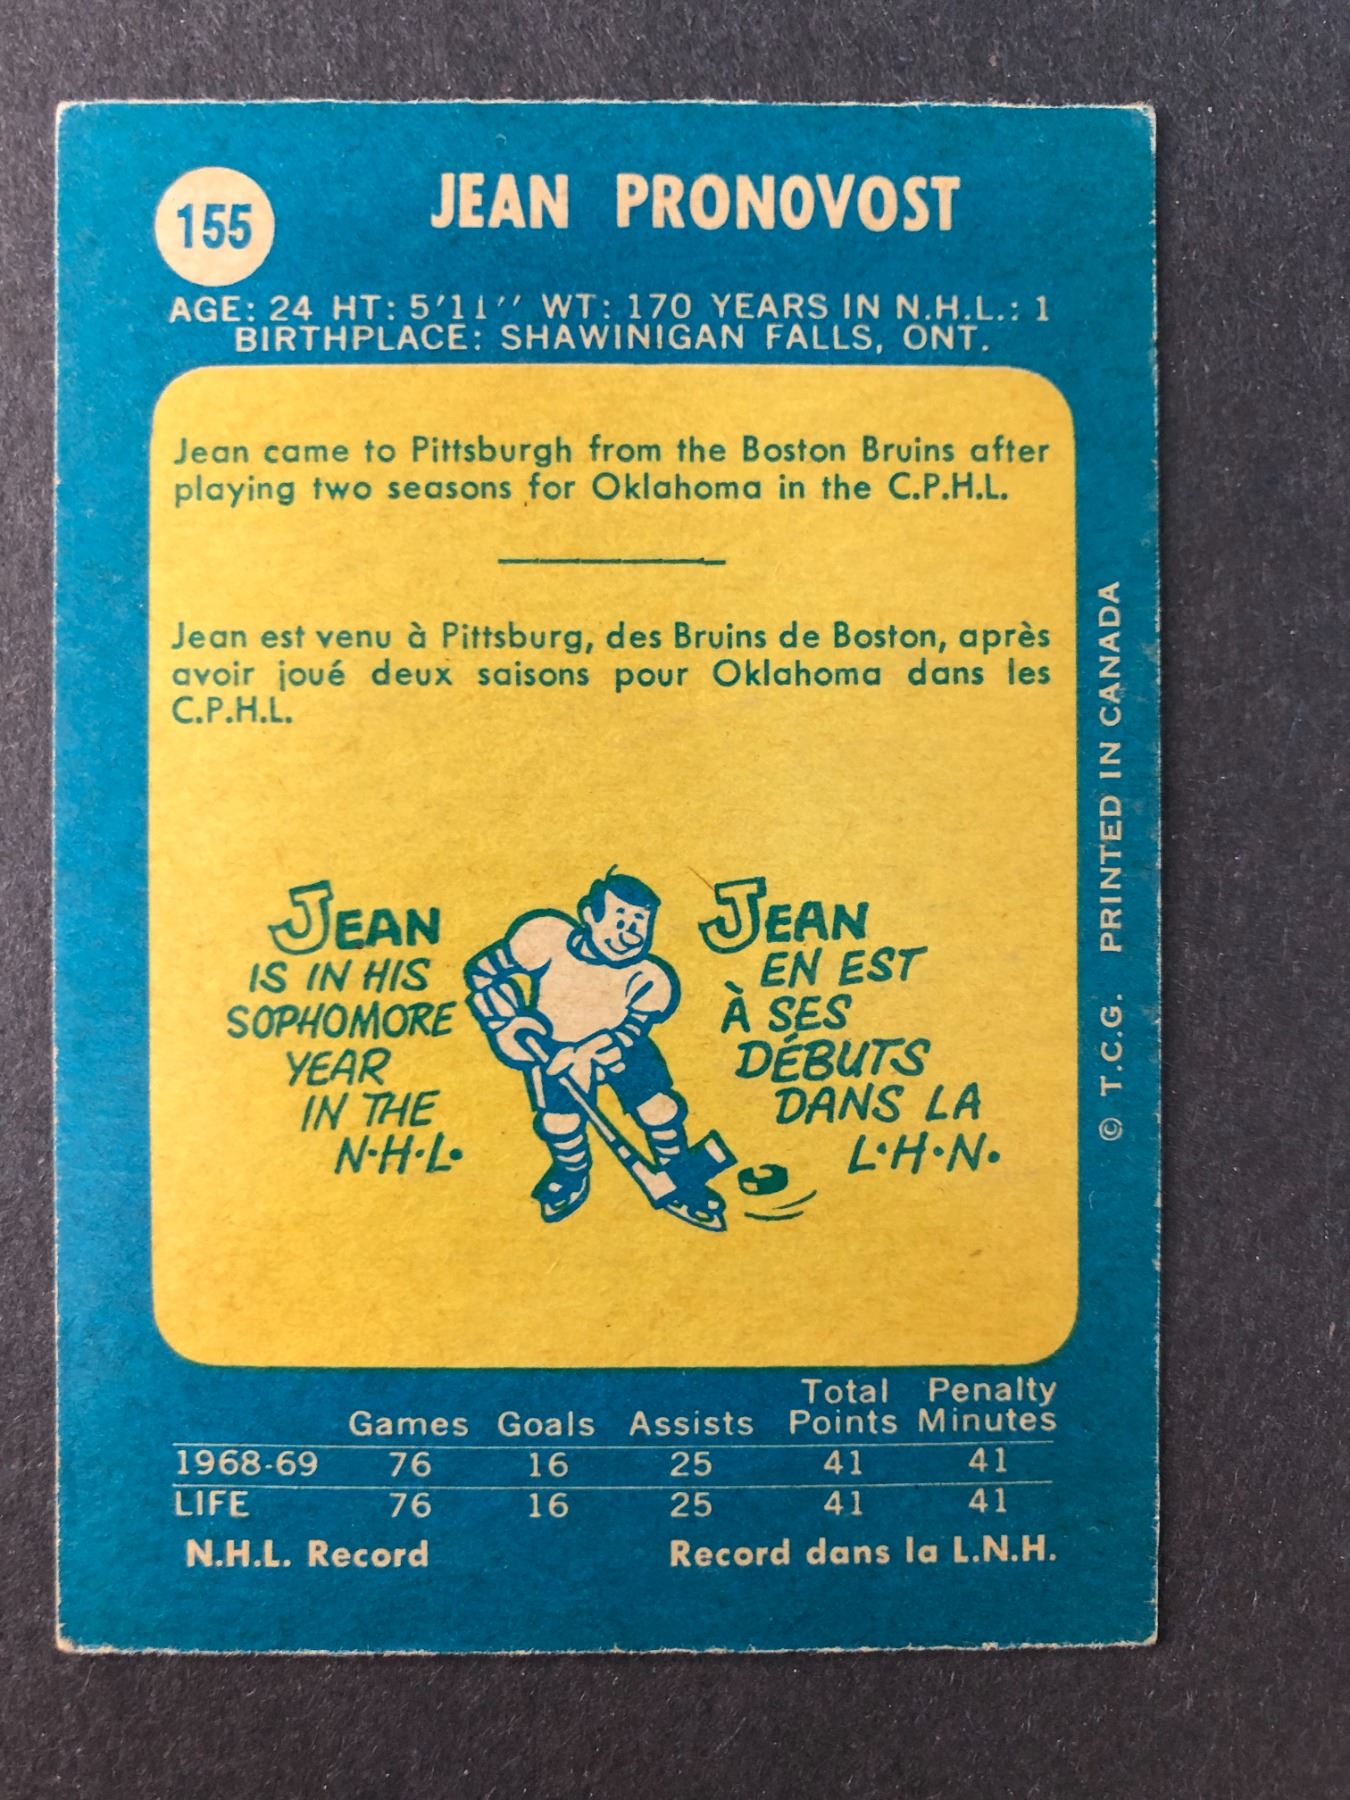 155
JEAN PRONOVOST
AGE: 24 HT: 5'11'' WT: 170 YEARS IN N.H.L.: 1
BIRTHPLACE: SHAWINIGAN FALLS, ONT.
Jean came to Pittsburgh from the Boston Bruins after
playing two seasons for Oklahoma in the C.P.H.L.
Jean est venu à Pittsburg, des Bruins de Boston, après
avoir joué deux saisons pour Oklahoma dans les
C.P.H.L.
JEAN
IS IN HIS
SOPHOMORE
YEAR
IN THE
N·H·L·
JEAN
EN EST
À SES
DÉBUTS
DANS LA
L·H·N·
© T.C.G. PRINTED IN CANADA
Total Penalty
Games Goals Assists Points Minutes
1968-69 76 16 25 41 41
LIFE 76 16 25 41 41
N.H.L. Record Record dans la L.N.H.